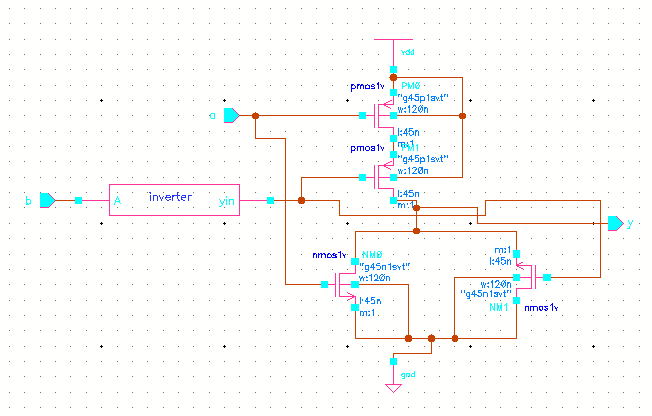 vdd
pmos1v PM0
"g45p1svt"
w:120n
a
l:45n
m:1
pmos1v PM1
"g45p1svt"
w:120n
b
A
inverter
yin
l:45n
m:1
y
nmos1v NM0
"g45n1svt"
w:120n
l:45n
m:1
m:1
l:45n
w:120n
"g45n1svt"
NM1 nmos1v
gnd